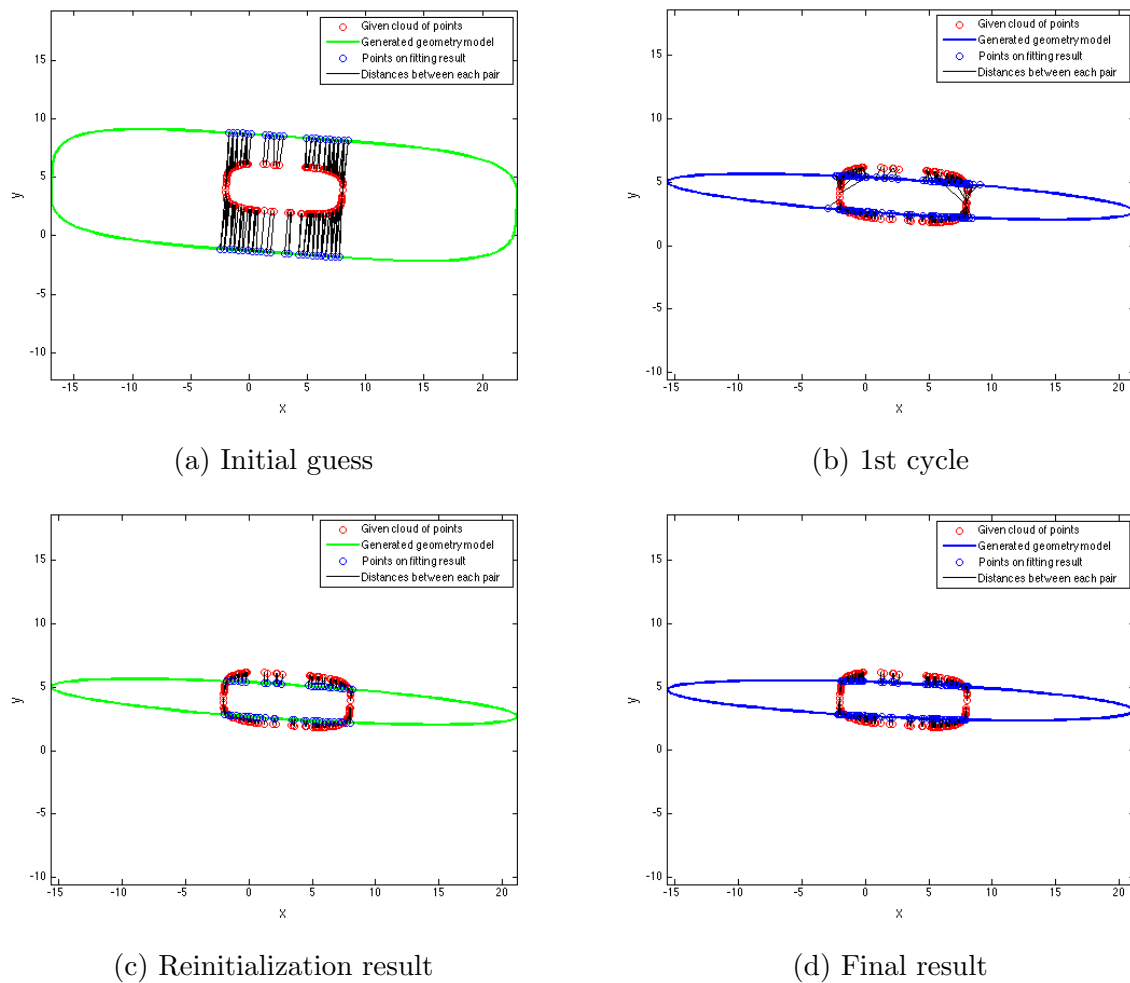 Given cloud of points
Generated geometry model
Points on fitting result
Distances between each pair
15
10
5
0
-5
-10
y
-15 -10 -5 0 5 10 15 20
x
(a) Initial guess
Given cloud of points
Generated geometry model
Points on fitting result
Distances between each pair
15
10
5
0
-5
-10
y
-15 -10 -5 0 5 10 15 20
x
(b) 1st cycle
Given cloud of points
Generated geometry model
Points on fitting result
Distances between each pair
15
10
5
0
-5
-10
y
-15 -10 -5 0 5 10 15 20
x
(c) Reinitialization result
Given cloud of points
Generated geometry model
Points on fitting result
Distances between each pair
15
10
5
0
-5
-10
y
-15 -10 -5 0 5 10 15 20
x
(d) Final result